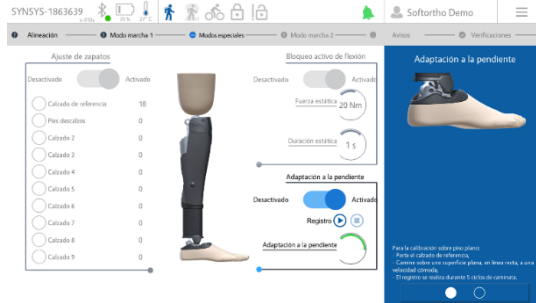 SYNSYS-1863639
25% 27° C
Softortho Demo
Alineación
Modo marcha 1
Modos especiales
Modo marcha 2
Avisos
Verificaciones
Ajuste de zapatos
Desactivado Activado
Calzado de referencia 18
Pies descalzos 0
Calzado 2 0
Calzado 3 0
Calzado 4 0
Calzado 5 0
Calzado 6 0
Calzado 7 0
Calzado 8 0
Calzado 9 0
Bloqueo activo de flexión
Desactivado Activado
Fuerza estática 20 Nm
Duración estática 1 s
Adaptación a la pendiente
Desactivado Activado
Registro
Adaptación a la pendiente
Adaptación a la pendiente
Para la calibración sobre piso plano:
- Porte el calzado de referencia,
- Camine sobre una superficie plana, en línea recta, a una
velocidad cómoda,
- El registro se realiza durante 5 ciclos de caminata.